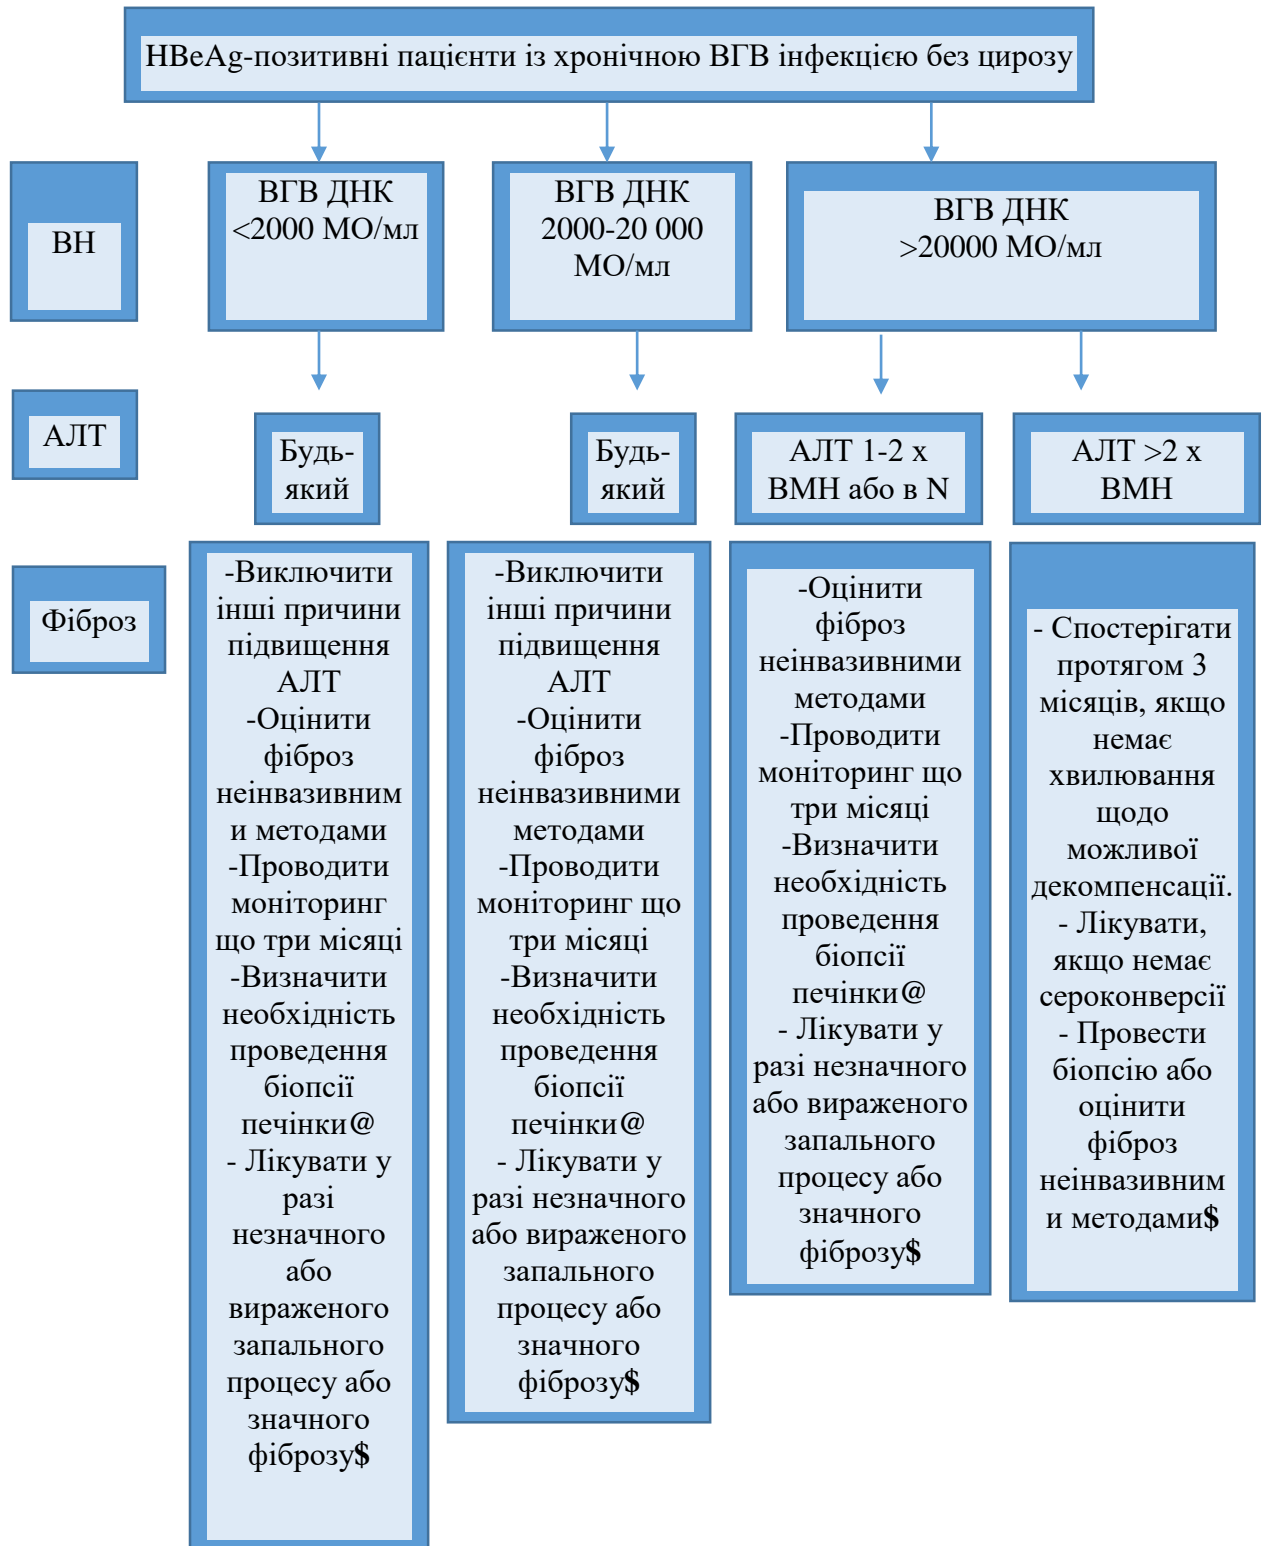 HBeAg-позитивні пацієнти із хронічною ВГВ інфекцією без цирозу
ВН
ВГВ ДНК
<2000 МО/мл
ВГВ ДНК
2000-20 000
МО/мл
ВГВ ДНК
>20000 МО/мл
АЛТ
Будь-
який
Будь-
який
АЛТ 1-2 x
ВМН або в N
АЛТ >2 x
ВМН
Фіброз
-Виключити
інші причини
підвищення
АЛТ
-Оцінити
фіброз
неінвазивним
и методами
-Проводити
моніторинг
що три місяці
-Визначити
необхідність
проведення
біопсії
печінки@
- Лікувати у
разі
незначного
або
вираженого
запального
процесу або
значного
фіброзу$
-Виключити
інші причини
підвищення
АЛТ
-Оцінити
фіброз
неінвазивними
методами
-Проводити
моніторинг що
три місяці
-Визначити
необхідність
проведення
біопсії
печінки@
- Лікувати у
разі незначного
або вираженого
запального
процесу або
значного
фіброзу$
-Оцінити
фіброз
неінвазивними
методами
-Проводити
моніторинг що
три місяці
-Визначити
необхідність
проведення
біопсії
печінки@
- Лікувати у
разі незначного
або вираженого
запального
процесу або
значного
фіброзу$
- Спостерігати
протягом 3
місяців, якщо
немає
хвилювання
щодо
можливої
декомпенсації.
- Лікувати,
якщо немає
сероконверсії
- Провести
біопсію або
оцінити
фіброз
неінвазивним
и методами$